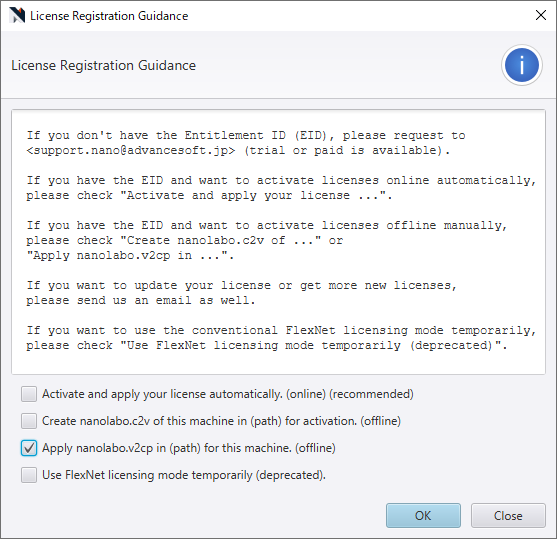 License Registration Guidance
License Registration Guidance
If you don't have the Entitlement ID (EID), please request to
<support.nano@advancesoft.jp> (trial or paid is available).
If you have the EID and want to activate licenses online automatically,
please check "Activate and apply your license ...".
If you have the EID and want to activate licenses offline manually,
please check "Create nanolabo.c2v of ..." or
"Apply nanolabo.v2cp in ...".
If you want to update your license or get more new licenses,
please send us an email as well.
If you want to use the conventional FlexNet licensing mode temporarily,
please check "Use FlexNet licensing mode temporarily (deprecated)".
Activate and apply your license automatically. (online) (recommended)
Create nanolabo.c2v of this machine in (path) for activation. (offline)
Apply nanolabo.v2cp in (path) for this machine. (offline)
Use FlexNet licensing mode temporarily (deprecated).
OK Close